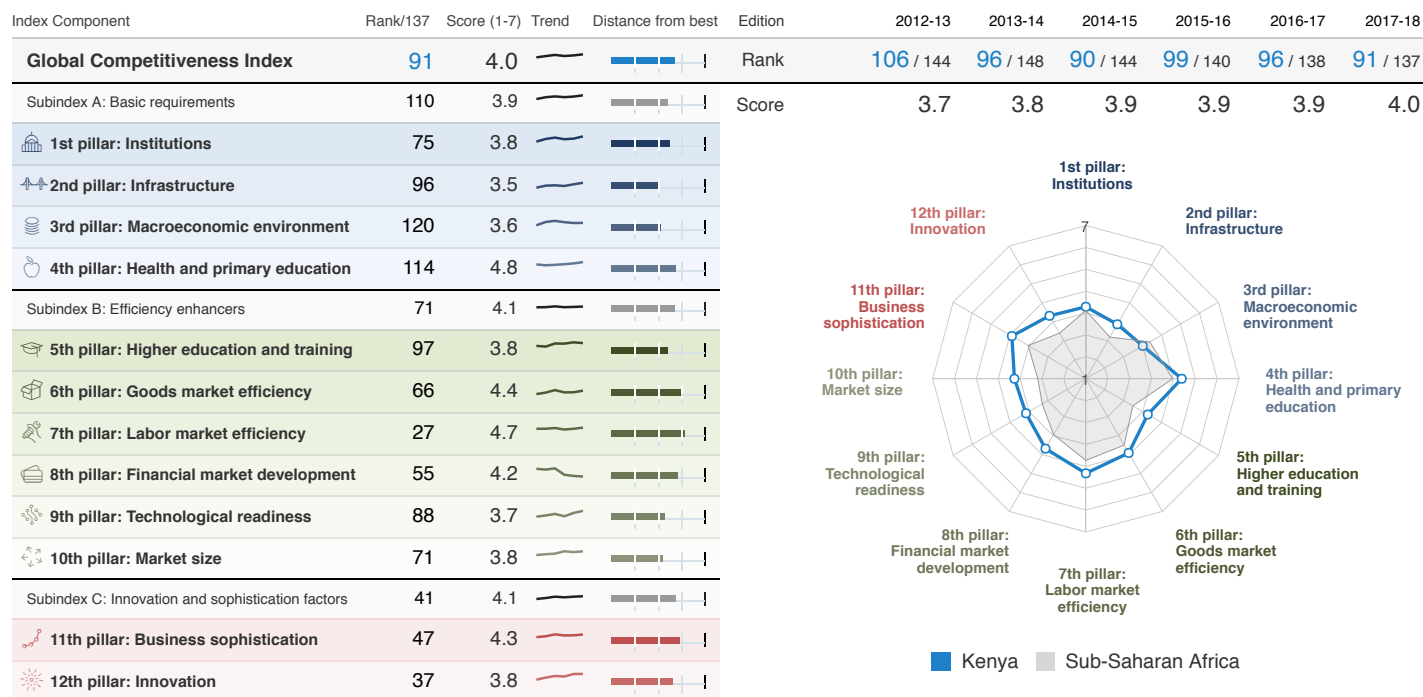 Index Component Rank/137 Score (1-7) Trend Distance from best
Global Competitiveness Index 91 4.0
Subindex A: Basic requirements 110 3.9
1st pillar: Institutions 75 3.8
2nd pillar: Infrastructure 96 3.5
3rd pillar: Macroeconomic environment 120 3.6
4th pillar: Health and primary education 114 4.8
Subindex B: Efficiency enhancers 71 4.1
5th pillar: Higher education and training 97 3.8
6th pillar: Goods market efficiency 66 4.4
7th pillar: Labor market efficiency 27 4.7
8th pillar: Financial market development 55 4.2
9th pillar: Technological readiness 88 3.7
10th pillar: Market size 71 3.8
Subindex C: Innovation and sophistication factors 41 4.1
11th pillar: Business sophistication 47 4.3
12th pillar: Innovation 37 3.8
Edition 2012-13 2013-14 2014-15 2015-16 2016-17 2017-18
Rank 106 / 144 96 / 148 90 / 144 99 / 140 96 / 138 91 / 137
Score 3.7 3.8 3.9 3.9 3.9 4.0
1st pillar:
Institutions
2nd pillar:
Infrastructure
3rd pillar:
Macroeconomic
environment
4th pillar:
Health and primary
education
5th pillar:
Higher education
and training
6th pillar:
Goods market
efficiency
7th pillar:
Labor market
efficiency
8th pillar:
Financial market
development
9th pillar:
Technological
readiness
10th pillar:
Market size
11th pillar:
Business
sophistication
12th pillar:
Innovation
7
1
Kenya Sub-Saharan Africa